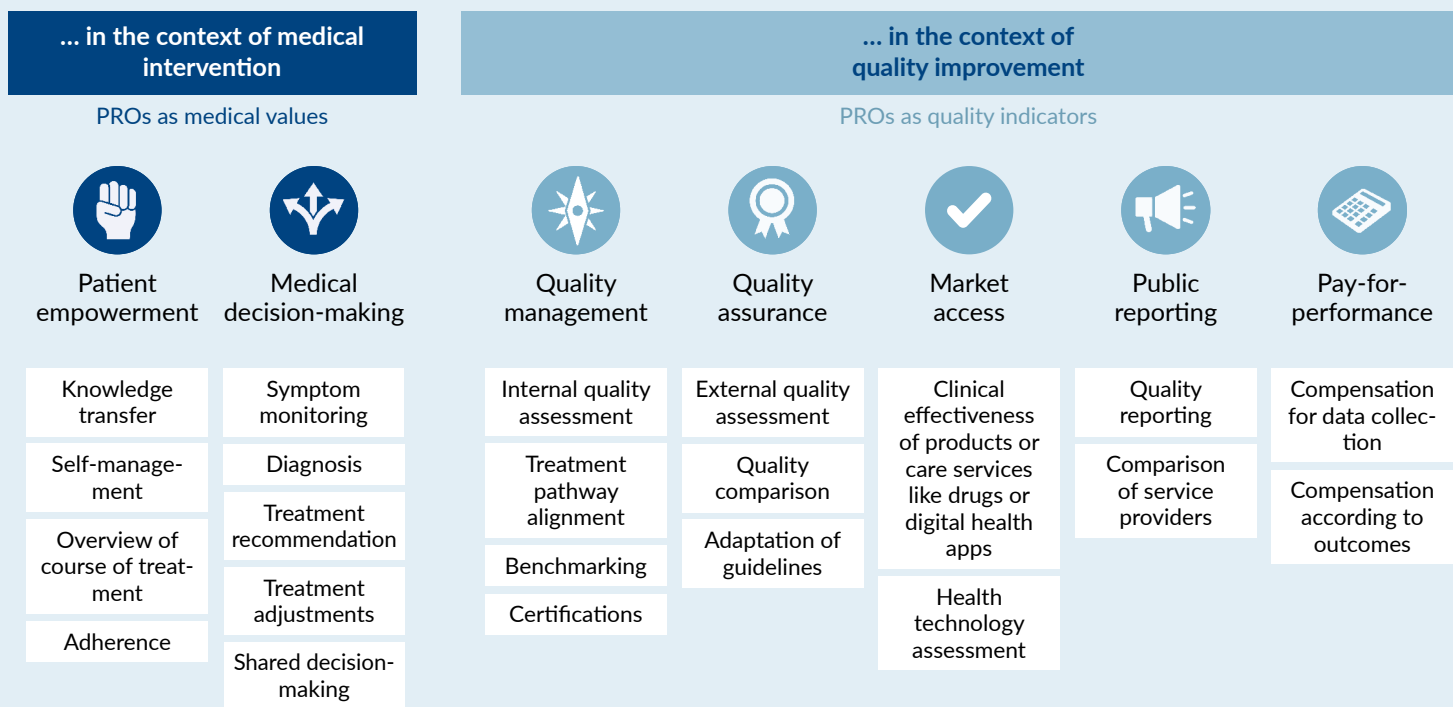 ... in the context of medical
intervention
PROs as medical values
Patient
empowerment
Knowledge
transfer
Self-manage-
ment
Overview of
course of treat-
ment
Adherence
Medical
decision-making
Symptom
monitoring
Diagnosis
Treatment
recommendation
Treatment
adjustments
Shared decision-
making
... in the context of
quality improvement
PROs as quality indicators
Quality
management
Internal quality
assessment
Treatment
pathway
alignment
Benchmarking
Certifications
Quality
assurance
External quality
assessment
Quality
comparison
Adaptation of
guidelines
Market
access
Clinical
effectiveness
of products or
care services
like drugs or
digital health
apps
Health
technology
assessment
Public
reporting
Quality
reporting
Comparison
of service
providers
Pay-for-
performance
Compensation
for data collec-
tion
Compensation
according to
outcomes